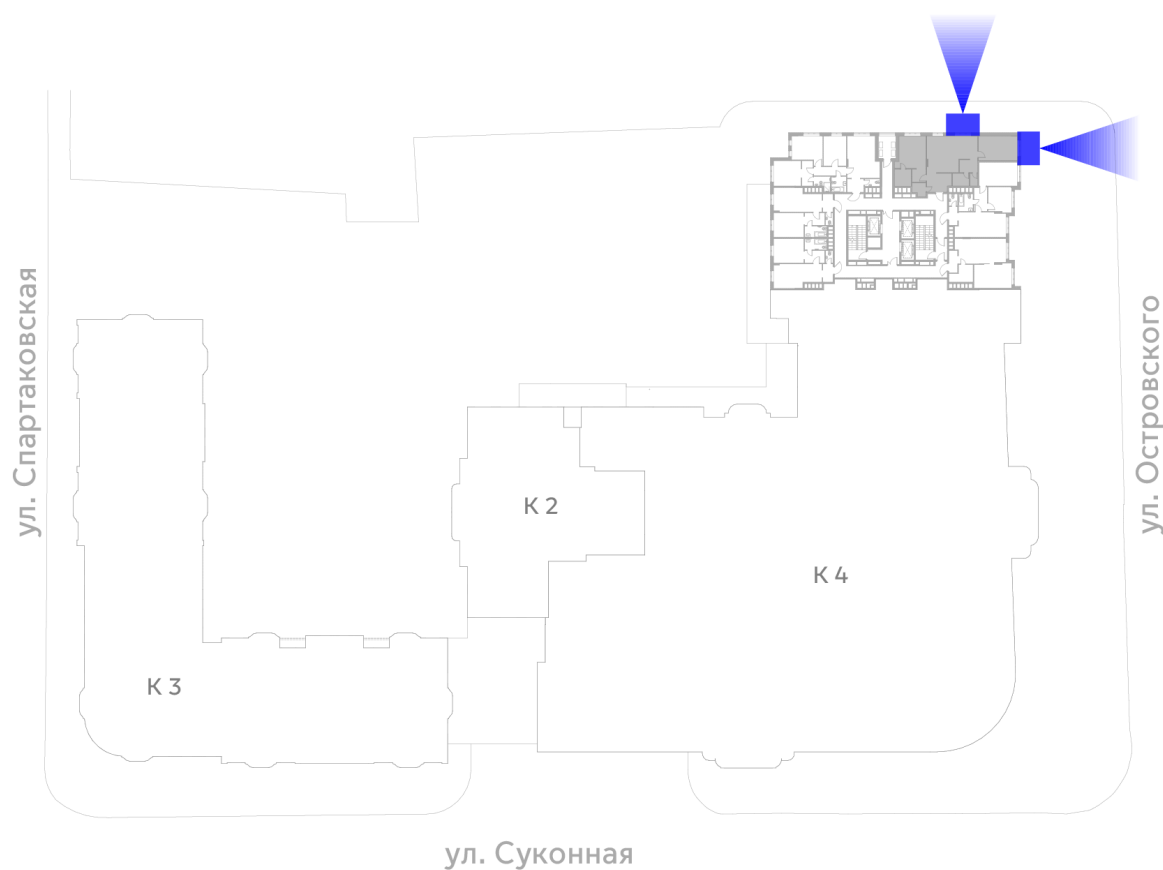 ул. Спартаковская
ул. Островского
К 2
К 4
К 3
ул. Суконная